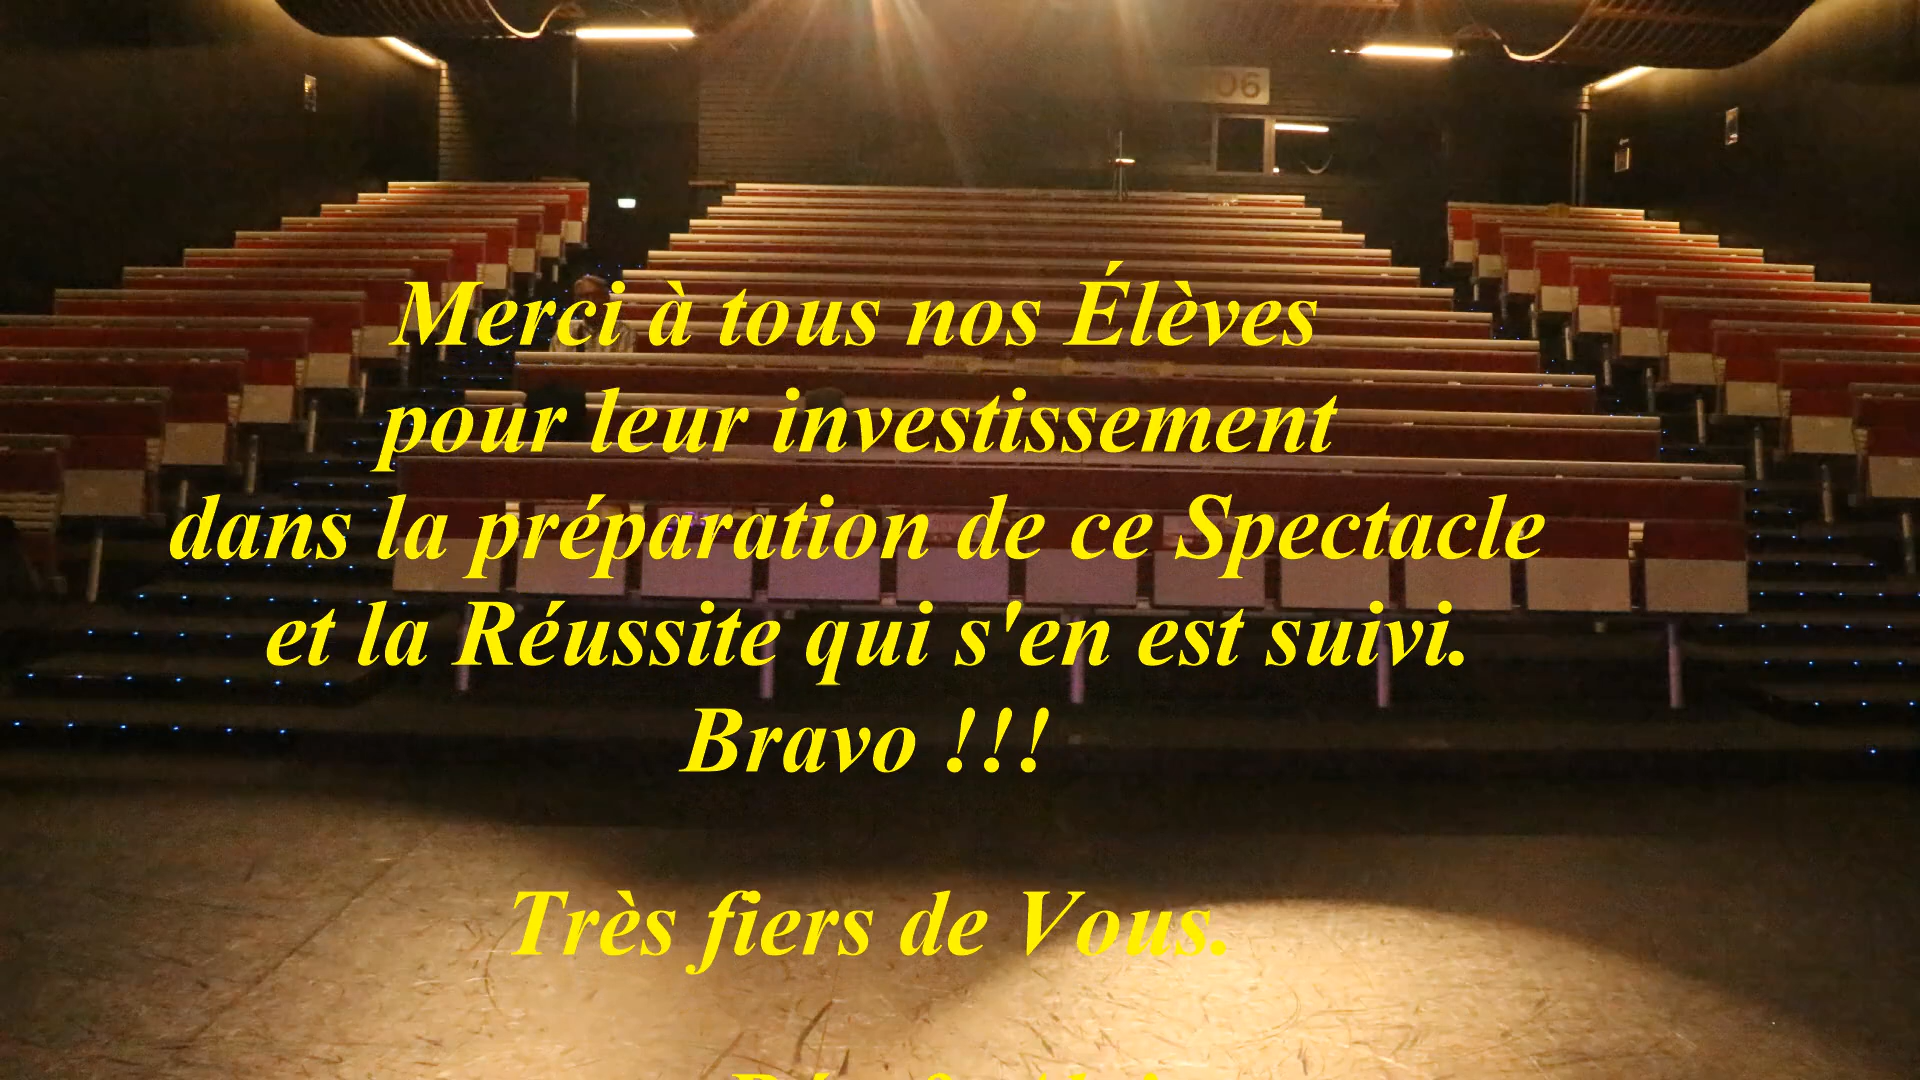 06
Merci à tous nos Élèves
pour leur investissement
dans la préparation de ce Spectacle
et la Réussite qui s'en est suivi.
Bravo !!!
Très fiers de Vous.